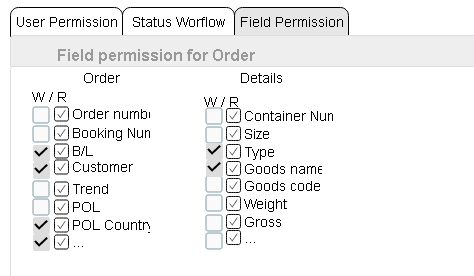 User Permission
Status Worflow
Field Permission
Field permission for Order
Order
W / R
Order numb
Booking Nun
B/L
Customer
Trend
POL
POL Country
...
Details
W / R
Container Nun
Size
Type
Goods name
Goods code
Weight
Gross
...